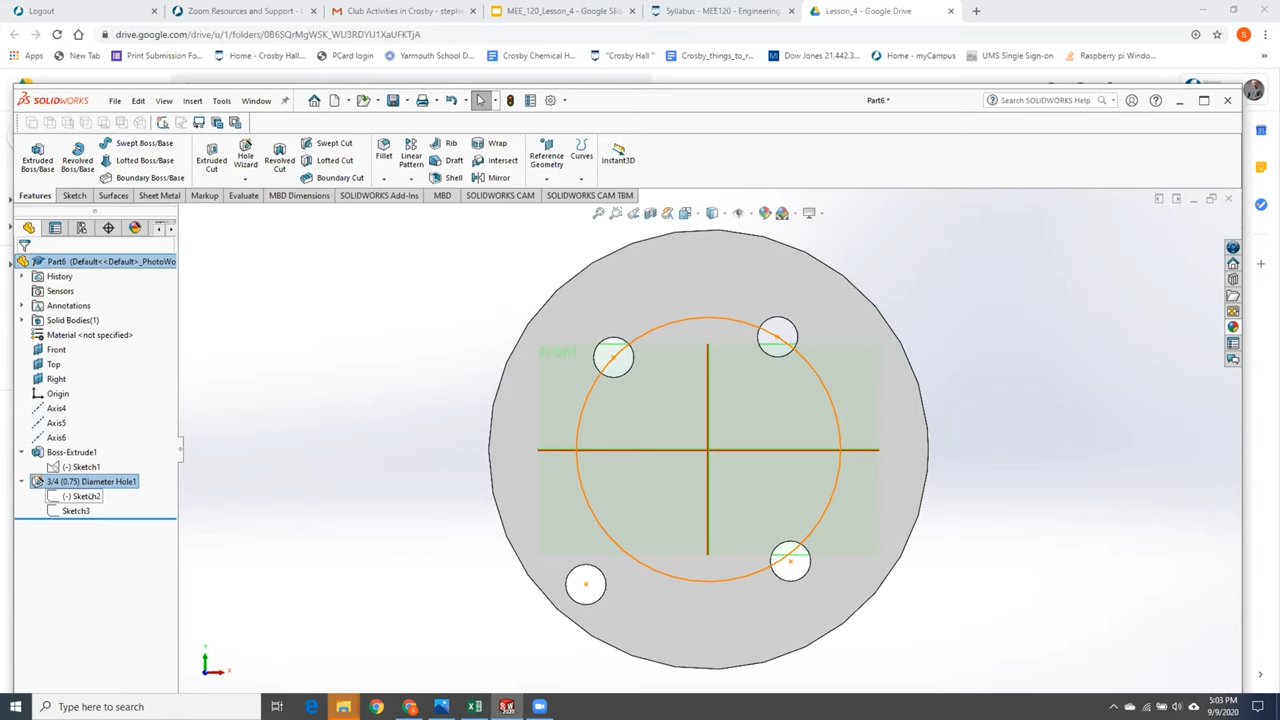 Logout
Zoom Resources and Support - U
Club Activities in Crosby - steph
MEE_120_Lesson_4 - Google Slid
Syllabus - MEE120 - Engineering
Lesson_4 - Google Drive
S
drive.google.com/drive/u/1/folders/0B6SQrMgWSK_WU3RDYU1XaUFKTjA
Apps
New Tab
Print Submission Fo...
Home - Crosby Hall...
PCard login
Yarmouth School D...
Crosby Chemical H...
"Crosby Hall"
Crosby_things_to_r...
Dow Jones 21,442.3...
Home - myCampus
UMS Single Sign-on
Raspberry pi Windo...
SOLIDWORKS
File
Edit
View
Insert
Tools
Window
Part6 *
Search SOLIDWORKS Help
Extruded Boss/Base
Revolved Boss/Base
Swept Boss/Base
Lofted Boss/Base
Boundary Boss/Base
Extruded Cut
Hole Wizard
Revolved Cut
Swept Cut
Lofted Cut
Boundary Cut
Fillet
Linear Pattern
Rib
Draft
Shell
Wrap
Intersect
Mirror
Reference Geometry
Curves
Instant3D
Features
Sketch
Surfaces
Sheet Metal
Markup
Evaluate
MBD Dimensions
SOLIDWORKS Add-Ins
MBD
SOLIDWORKS CAM
SOLIDWORKS CAM TBM
Part6 (Default<<Default>_PhotoWo
History
Sensors
Annotations
Solid Bodies(1)
Material <not specified>
Front
Top
Right
Origin
Axis4
Axis5
Axis6
Boss-Extrude1
(-) Sketch1
3/4 (0.75) Diameter Hole1
(-) Sketch2
Sketch3
Front
Y
X
Type here to search
5:03 PM
9/9/2020